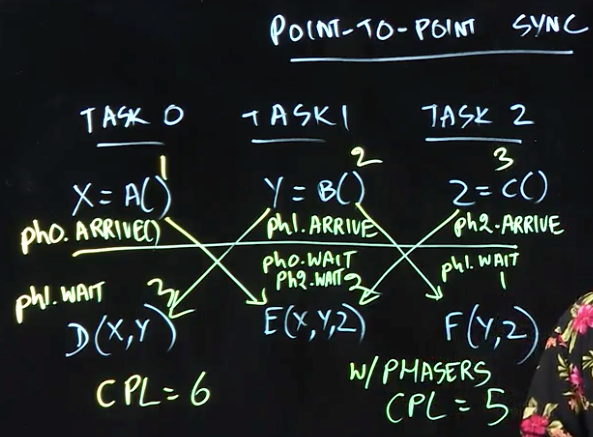 POINT-TO-POINT SYNC
TASK 0 TASK 1 TASK 2
1 2 3
X = A() Y = B() Z = C()
ph0. ARRIVE() ph1. ARRIVE ph2. ARRIVE
ph1. WAIT ph0. WAIT ph1. WAIT
ph2. WAIT
3 2 1
D(X,Y) E(X,Y,Z) F(Y,Z)
CPL = 6 W/ PHASERS
CPL = 5